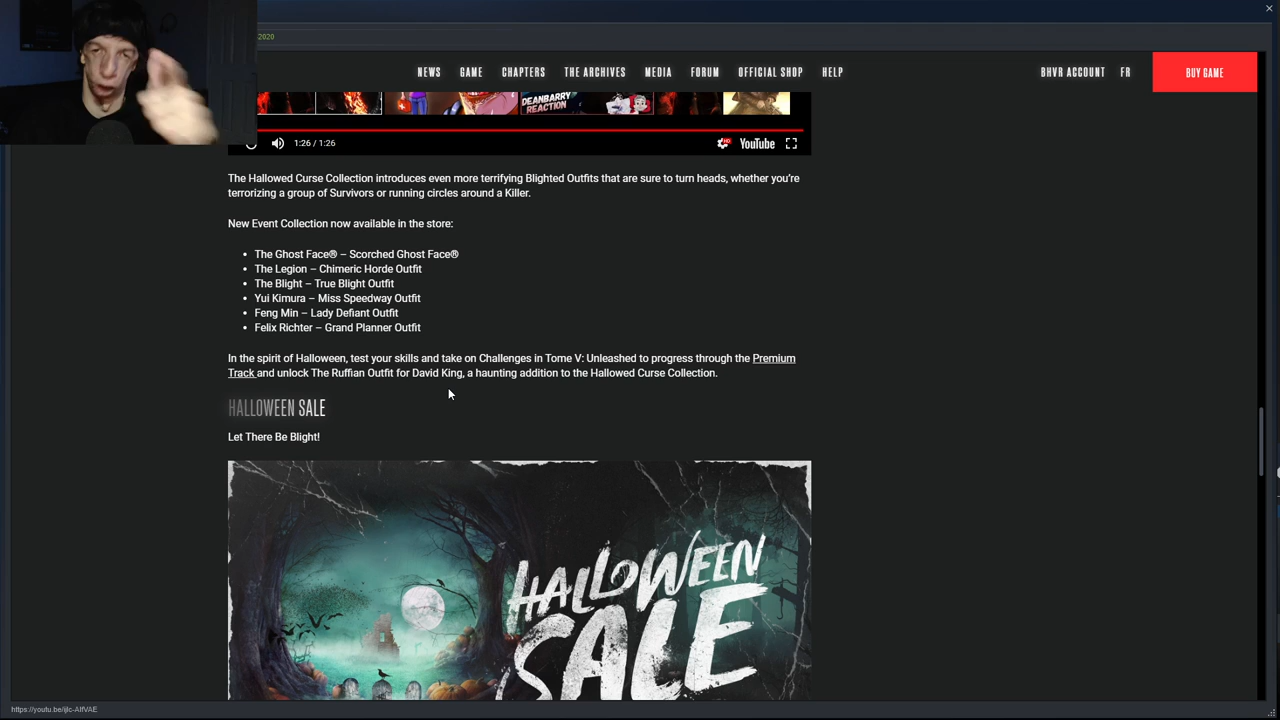 2020
NEWS GAME CHAPTERS THE ARCHIVES MEDIA FORUM OFFICIAL SHOP HELP BHVR ACCOUNT FR BUY GAME
DEANBARRY
REACTION
1:26 / 1:26 HD YouTube
The Hallowed Curse Collection introduces even more terrifying Blighted Outfits that are sure to turn heads, whether you're
terrorizing a group of Survivors or running circles around a Killer.
New Event Collection now available in the store:
• The Ghost Face® – Scorched Ghost Face®
• The Legion – Chimeric Horde Outfit
• The Blight – True Blight Outfit
• Yui Kimura – Miss Speedway Outfit
• Feng Min – Lady Defiant Outfit
• Felix Richter – Grand Planner Outfit
In the spirit of Halloween, test your skills and take on Challenges in Tome V: Unleashed to progress through the Premium
Track and unlock The Ruffian Outfit for David King, a haunting addition to the Hallowed Curse Collection.
HALLOWEEN SALE
Let There Be Blight!
HALLOWEEN
SALE